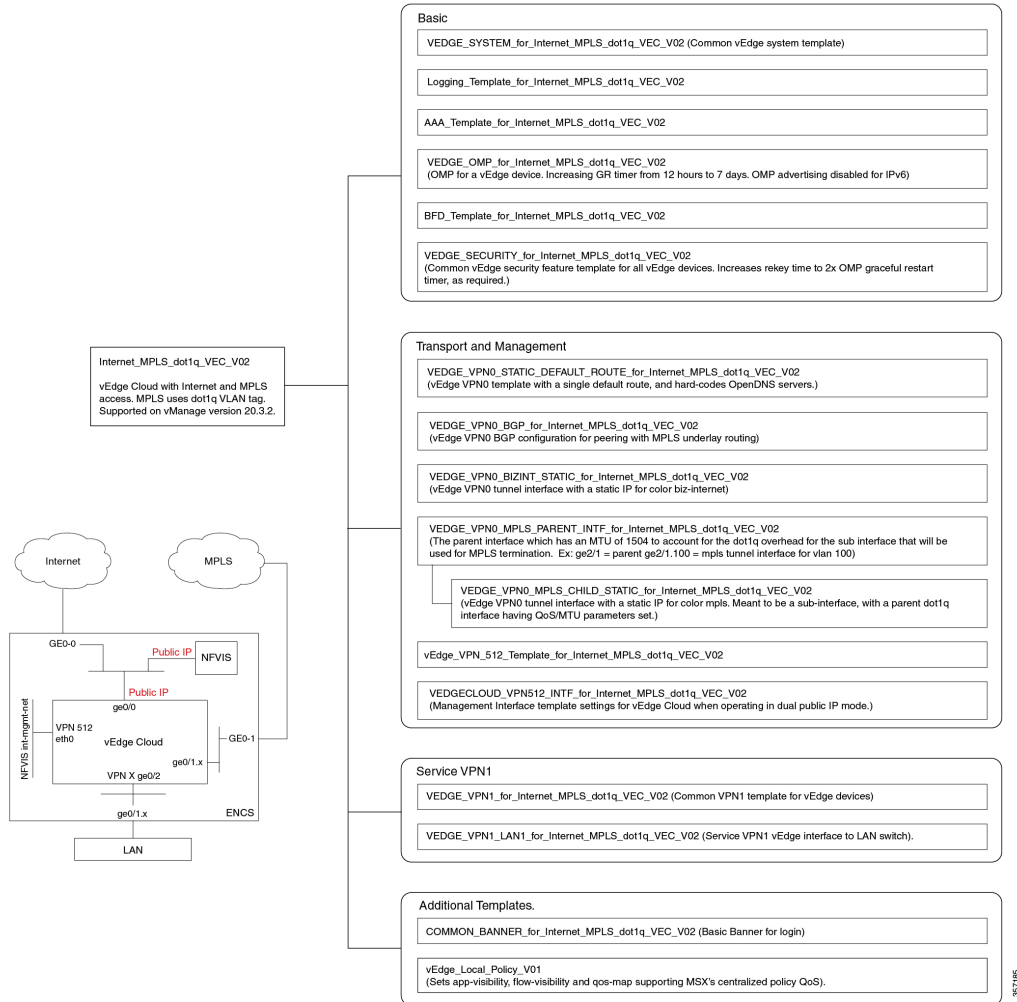 Basic
VEDGE_SYSTEM_for_Internet_MPLS_dot1q_VEC_V02 (Common vEdge system template)
Logging_Template_for_Internet_MPLS_dot1q_VEC_V02
AAA_Template_for_Internet_MPLS_dot1q_VEC_V02
VEDGE_OMP_for_Internet_MPLS_dot1q_VEC_V02
(OMP for a vEdge device. Increasing GR timer from 12 hours to 7 days. OMP advertising disabled for IPv6)
BFD_Template_for_Internet_MPLS_dot1q_VEC_V02
VEDGE_SECURITY_for_Internet_MPLS_dot1q_VEC_V02
(Common vEdge security feature template for all vEdge devices. Increases rekey time to 2x OMP graceful restart
timer, as required.)
Internet_MPLS_dot1q_VEC_V02
vEdge Cloud with Internet and MPLS
access. MPLS uses dot1q VLAN tag.
Supported on vManage version 20.3.2.
Transport and Management
VEDGE_VPN0_STATIC_DEFAULT_ROUTE_for_Internet_MPLS_dot1q_VEC_V02
(vEdge VPN0 template with a single default route, and hard-codes OpenDNS servers.)
VEDGE_VPN0_BGP_for_Internet_MPLS_dot1q_VEC_V02
(vEdge VPN0 BGP configuration for peering with MPLS underlay routing)
VEDGE_VPN0_BIZINT_STATIC_for_Internet_MPLS_dot1q_VEC_V02
(vEdge VPN0 tunnel interface with a static IP for color biz-internet)
VEDGE_VPN0_MPLS_PARENT_INTF_for_Internet_MPLS_dot1q_VEC_V02
(The parent interface which has an MTU of 1504 to account for the dot1q overhead for the sub interface that will be
used for MPLS termination. Ex: ge2/1 = parent ge2/1.100 = mpls tunnel interface for vlan 100)
VEDGE_VPN0_MPLS_CHILD_STATIC_for_Internet_MPLS_dot1q_VEC_V02
(vEdge VPN0 tunnel interface with a static IP for color mpls. Meant to be a sub-interface, with a parent dot1q
interface having QoS/MTU parameters set.)
vEdge_VPN_512_Template_for_Internet_MPLS_dot1q_VEC_V02
VEDGECLOUD_VPN512_INTF_for_Internet_MPLS_dot1q_VEC_V02
(Management Interface template settings for vEdge Cloud when operating in dual public IP mode.)
Service VPN1
VEDGE_VPN1_for_Internet_MPLS_dot1q_VEC_V02 (Common VPN1 template for vEdge devices)
VEDGE_VPN1_LAN1_for_Internet_MPLS_dot1q_VEC_V02 (Service VPN1 vEdge interface to LAN switch).
Additional Templates.
COMMON_BANNER_for_Internet_MPLS_dot1q_VEC_V02 (Basic Banner for login)
vEdge_Local_Policy_V01
(Sets app-visibility, flow-visibility and qos-map supporting MSX's centralized policy QoS).
Internet
MPLS
GE0-0
Public IP
NFVIS
Public IP
ge0/0
NFVIS int-mgmt-net
VPN 512
eth0
vEdge Cloud
GE0-1
ge0/1.x
VPN X ge0/2
ge0/1.x
ENCS
LAN
357185